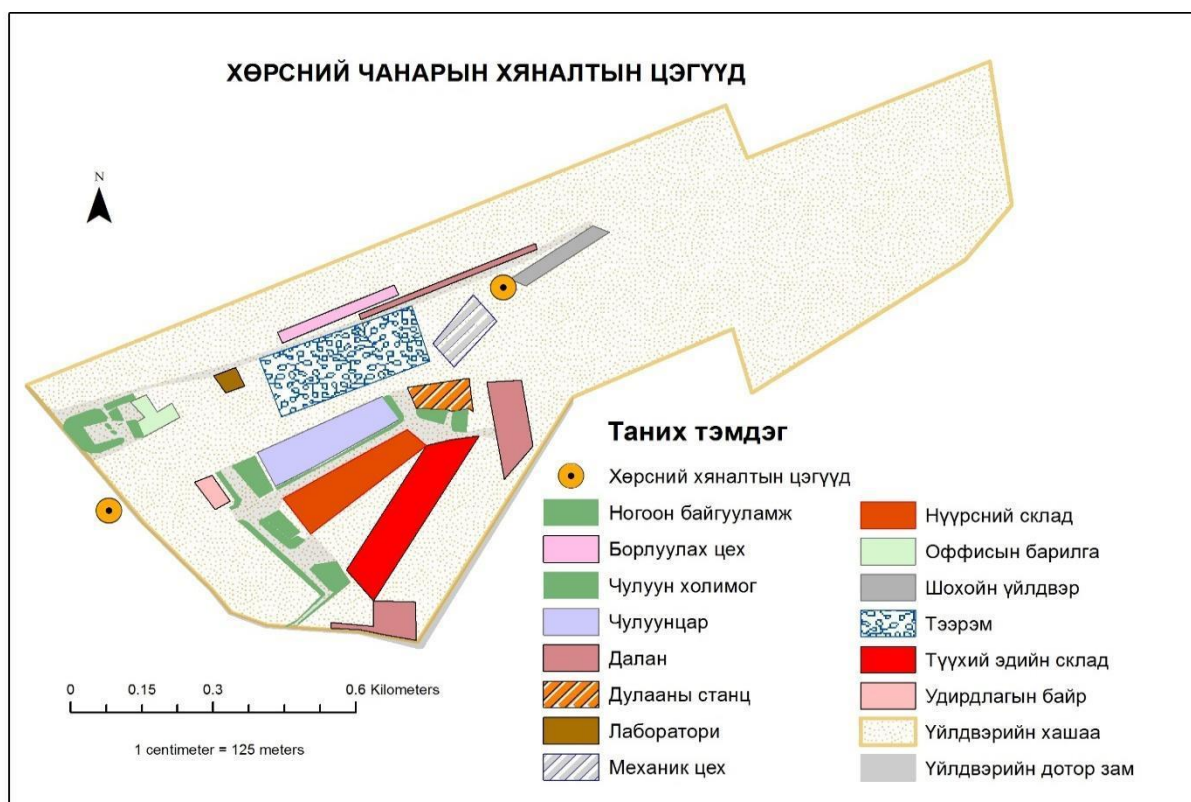 ХӨРСНИЙ ЧАНАРЫН ХЯНАЛТЫН ЦЭГҮҮД
N
Таних тэмдэг
Хөрсний хяналтын цэгүүд
Ногоон байгууламж
Борлуулах цех
Чулуун холимог
Чулуунцар
Далан
Дулааны станц
Лаборатори
Механик цех
Нүүрсний склад
Оффисын барилга
Шохойн үйлдвэр
Тээрэм
Түүхий эдийн склад
Удирдлагын байр
Үйлдвэрийн хашаа
Үйлдвэрийн дотор зам
0 0.15 0.3 0.6 Kilometers
1 centimeter = 125 meters